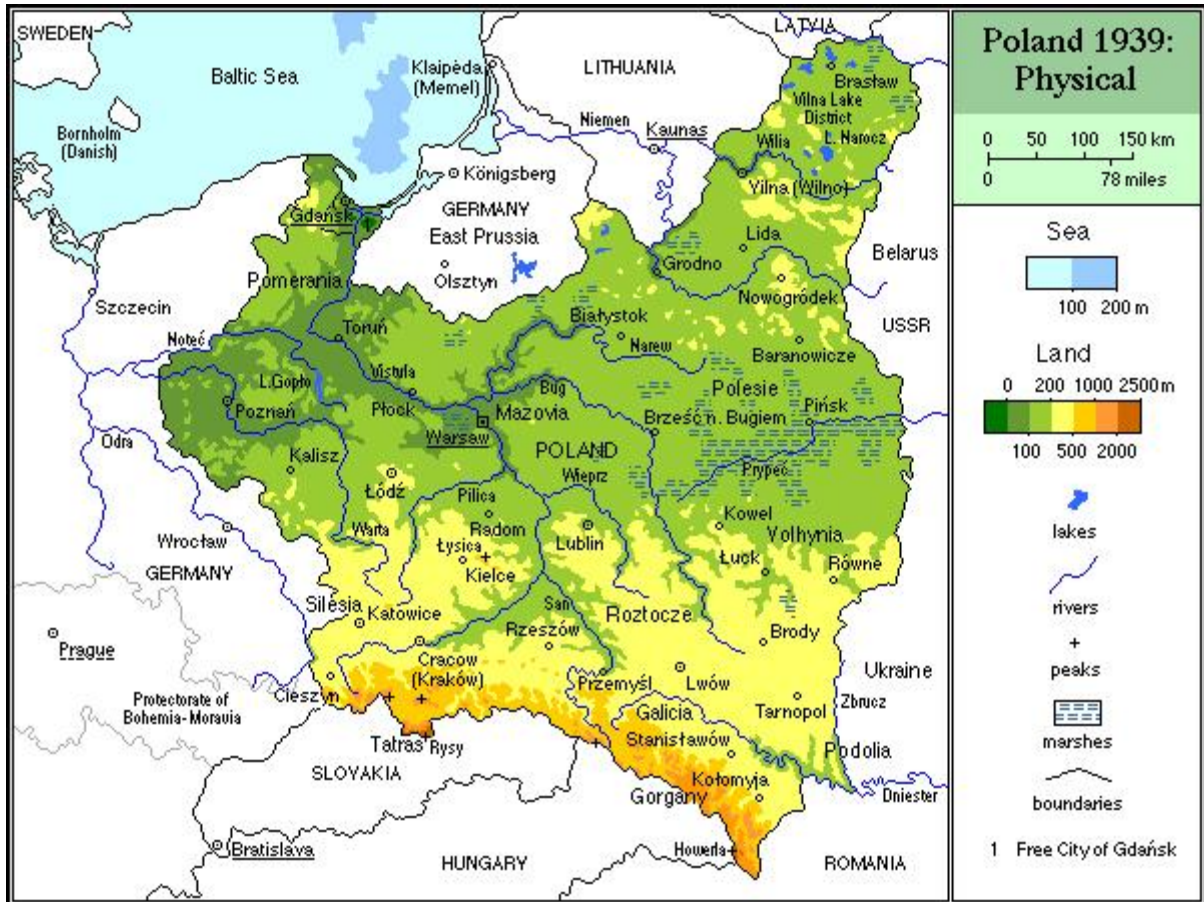 SWEDEN
Baltic Sea
Klaipėda
(Memel)
LITHUANIA
LATVIA
Brasław
Vilna Lake
District
L. Narocz
Bornholm
(Danish)
Niemen
Kaunas
Wilia
Vilna (Wilno)
Königsberg
Gdańsk
1
GERMANY
East Prussia
Olsztyn
Lida
Grodno
Belarus
Nowogródek
Pomerania
Szczecin
USSR
Toruń
Białystok
Narew
Baranowicze
Noteć
L. Gopło
Vistula
Bug
Polesie
Poznań
Płock
Mazovia
Warsaw
Brześć n. Bugiem
Pińsk
Odra
Kalisz
POLAND
Prypeć
Łódź
Pilica
Wieprz
Warta
Radom
Lublin
Kowel
Volhynia
Wrocław
Łysica
Kielce
Łuck
Równe
GERMANY
Silesia
Katowice
San
Roztocze
Rzeszów
Brody
Prague
Cracow
(Kraków)
Cieszyn
Przemyśl
Lwów
Ukraine
Zbrucz
Protectorate of
Bohemia-Moravia
Galicia
Tarnopol
Tatras
Rysy
Stanisławów
Podolia
SLOVAKIA
Kołomyja
Gorgany
Dniester
Bratislava
Howerla
HUNGARY
ROMANIA
Poland 1939:
Physical
0 50 100 150 km
0 78 miles
Sea
100 200 m
Land
0 200 1000 2500 m
100 500 2000
lakes
rivers
peaks
marshes
boundaries
1 Free City of Gdańsk